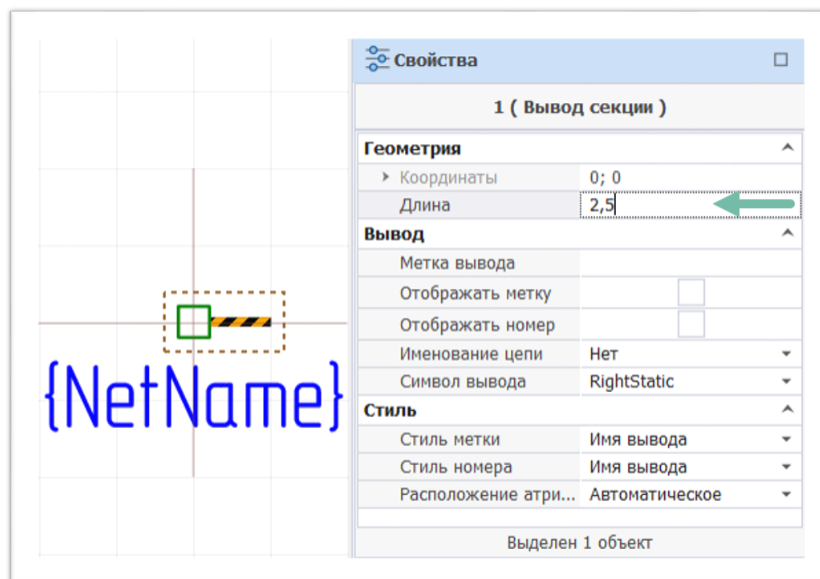 Свойства
1 ( Вывод секции )
Геометрия
Координаты 0; 0
Длина 2,5
Вывод
Метка вывода
Отображать метку
Отображать номер
Именование цепи Нет
Символ вывода RightStatic
Стиль
Стиль метки Имя вывода
Стиль номера Имя вывода
Расположение атри... Автоматическое
Выделен 1 объект
{NetName}